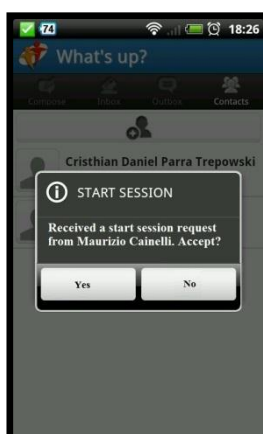 74 18:26
What's up?
Compose Inbox Outbox Contacts
Cristhian Daniel Parra Trepowski
START SESSION
Received a start session request
from Maurizio Cainelli. Accept?
Yes No